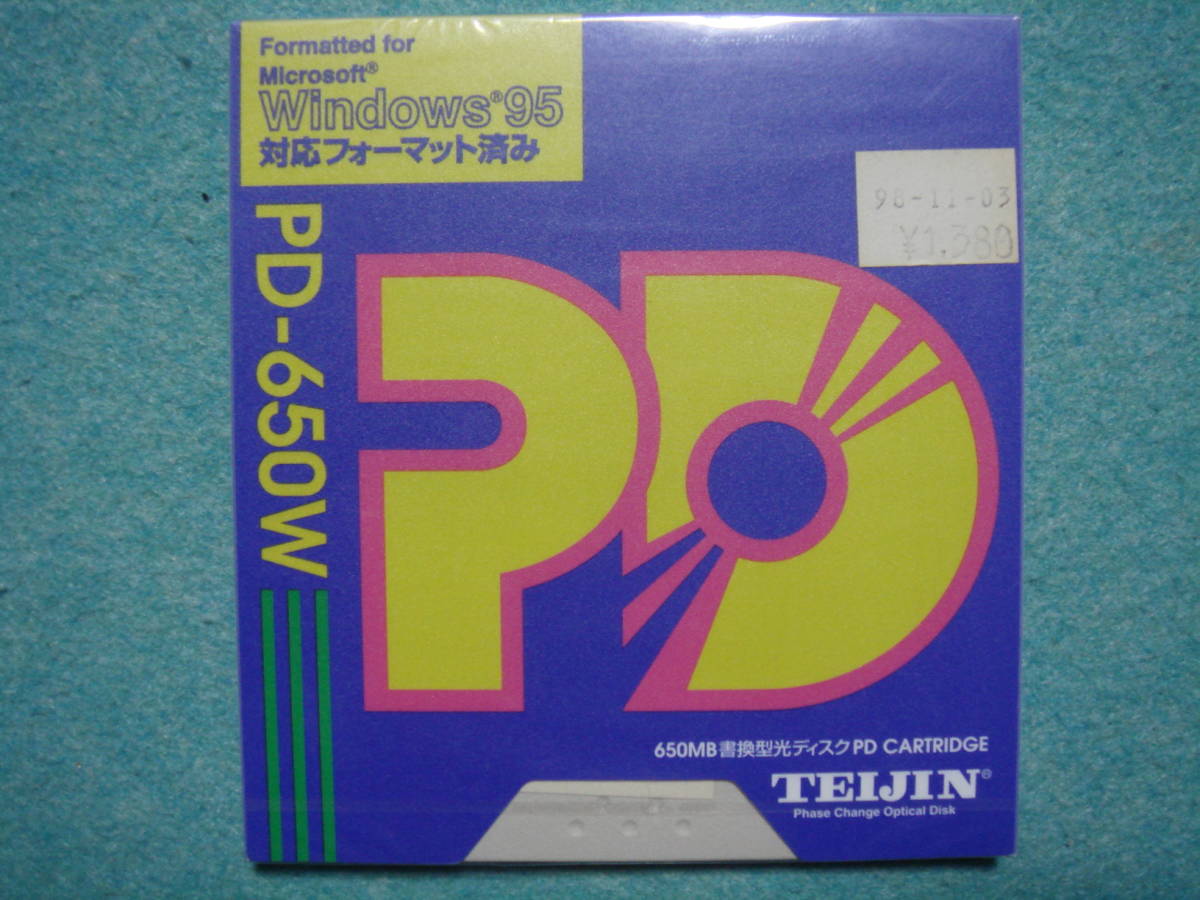 Formatted for
Microsoft®
Windows®95
対応フォーマット済み
98-11-03
¥1,380
PD-650W
PD
650MB書換型光ディスクPD CARTRIDGE
TEIJIN®
Phase Change Optical Disk